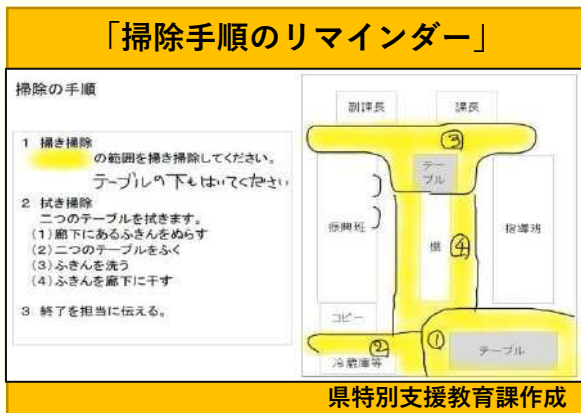 「掃除手順のリマインダー」
掃除の手順
1 掃き掃除
の範囲を掃き掃除してください。
テーブルの下もはいてください
2 拭き掃除
二つのテーブルを拭きます。
(1)廊下にあるふきんをぬらす
(2)二つのテーブルをふく
(3)ふきんを洗う
(4)ふきんを廊下に干す
3 終了を担当に伝える。
副課長
課長
③
テー
ブル
振興班
棚
④
指導班
コピー
②
冷蔵庫等
①
テーブル
県特別支援教育課作成